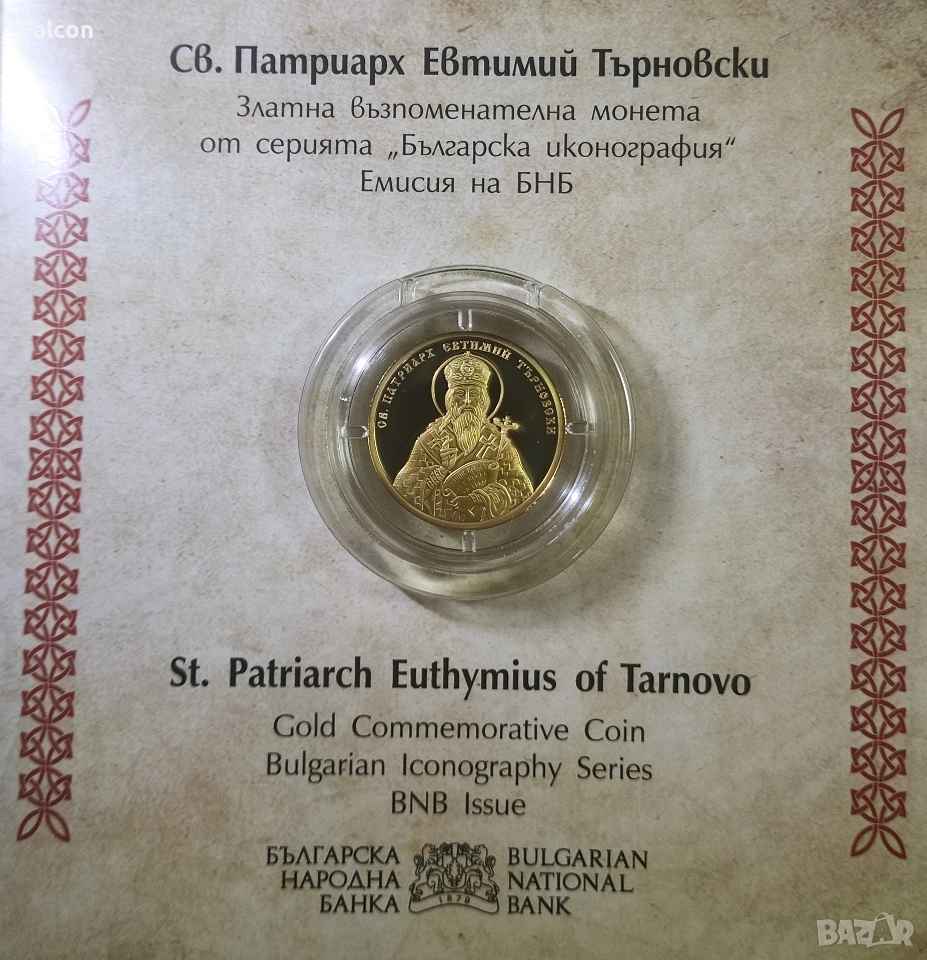 alcon
Св. Патриарх Евтимий Търновски
Златна възпоменателна монета
от серията „Българска иконография“
Емисия на БНБ
СВ. ПАТРИАРХ ЕВТИМИЙ ТЪРНОВСКИ
St. Patriarch Euthymius of Tarnovo
Gold Commemorative Coin
Bulgarian Iconography Series
BNB Issue
БЪЛГАРСКА
НАРОДНА
БАНКА
1879
BULGARIAN
NATIONAL
BANK
BAZAR